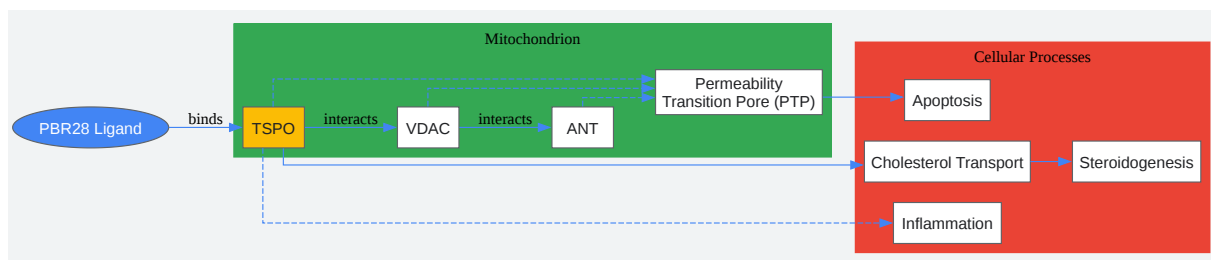 Mitochondrion
Cellular Processes
Permeability
Transition Pore (PTP)
Apoptosis
PBR28 Ligand
binds
TSPO
interacts
VDAC
interacts
ANT
Cholesterol Transport
Steroidogenesis
Inflammation